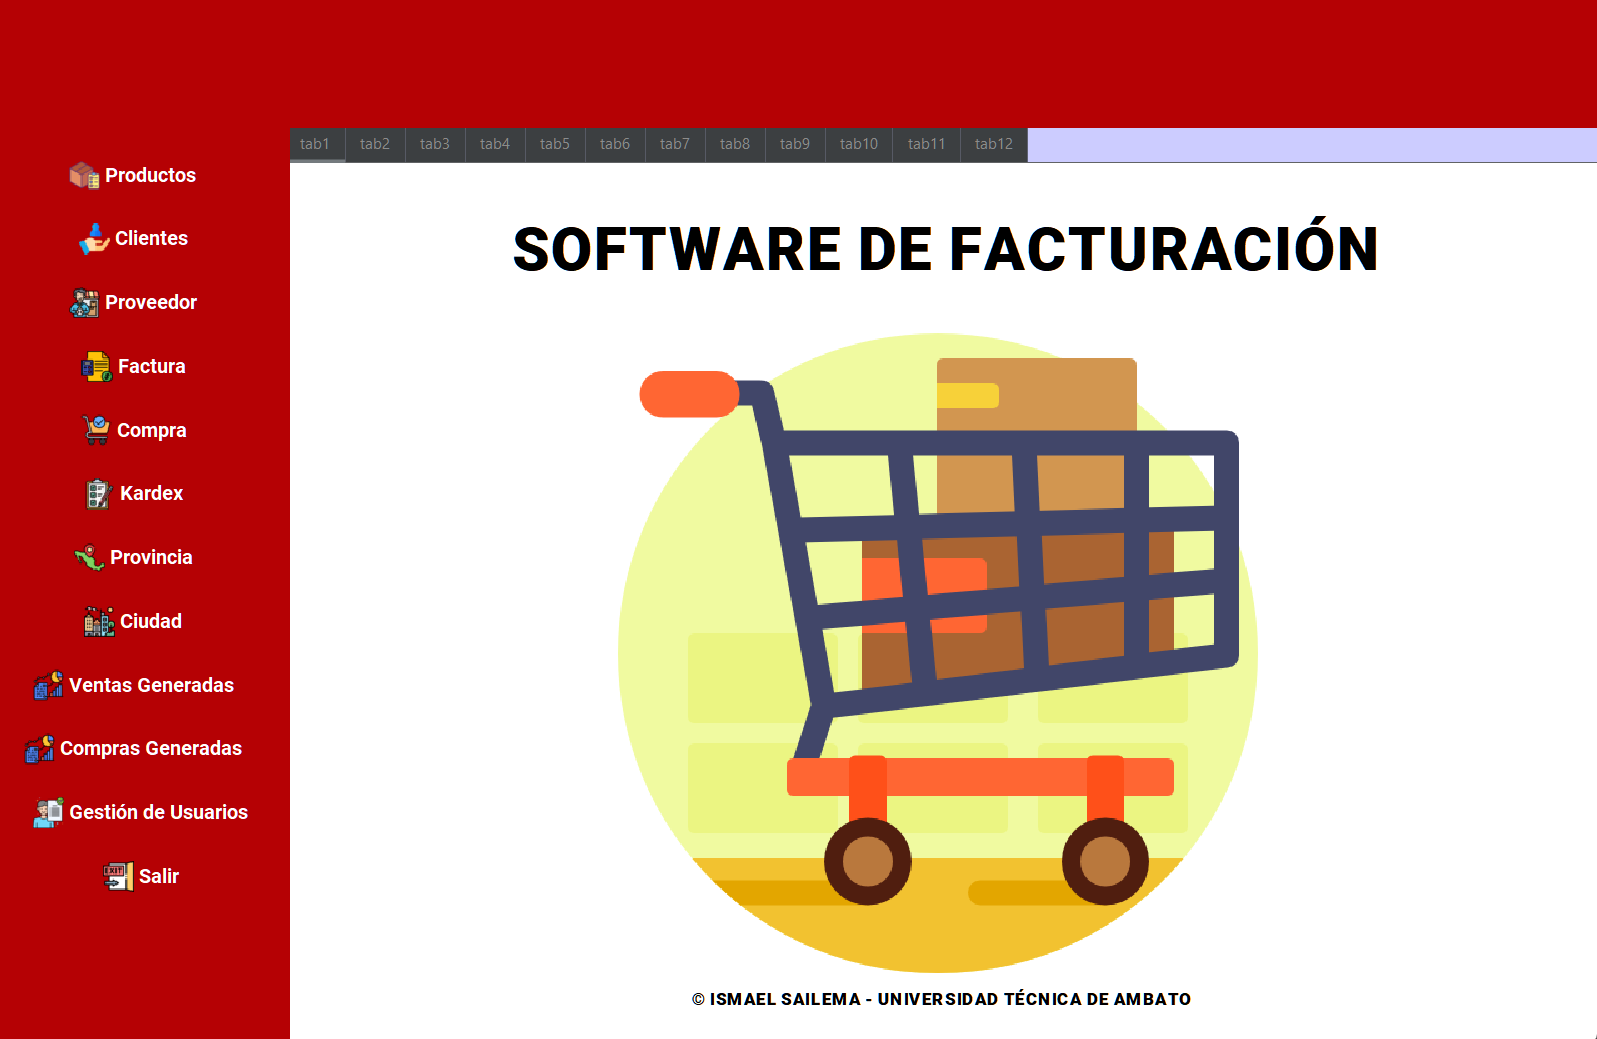 tab1 tab2 tab3 tab4 tab5 tab6 tab7 tab8 tab9 tab10 tab11 tab12
Productos
Clientes
Proveedor
Factura
Compra
Kardex
Provincia
Ciudad
Ventas Generadas
Compras Generadas
Gestión de Usuarios
EXIT
Salir
SOFTWARE DE FACTURACIÓN
© ISMAEL SAILEMA - UNIVERSIDAD TÉCNICA DE AMBATO